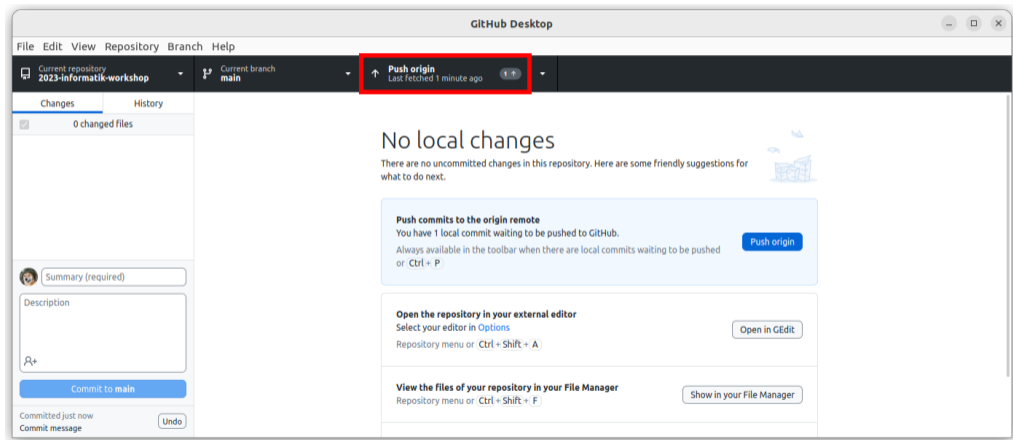 GitHub Desktop
File Edit View Repository Branch Help
Current repository
2023-informatik-workshop
Current branch
main
Push origin
Last fetched 1 minute ago
1
Changes
History
0 changed files
No local changes
There are no uncommitted changes in this repository. Here are some friendly suggestions for
what to do next.
Push commits to the origin remote
You have 1 local commit waiting to be pushed to GitHub.
Always available in the toolbar when there are local commits waiting to be pushed
or Ctrl + P
Push origin
Open the repository in your external editor
Select your editor in Options
Repository menu or Ctrl + Shift + A
Open in GEdit
View the files of your repository in your File Manager
Repository menu or Ctrl + Shift + F
Show in your File Manager
Summary (required)
Description
Commit to main
Committed just now
Commit message
Undo